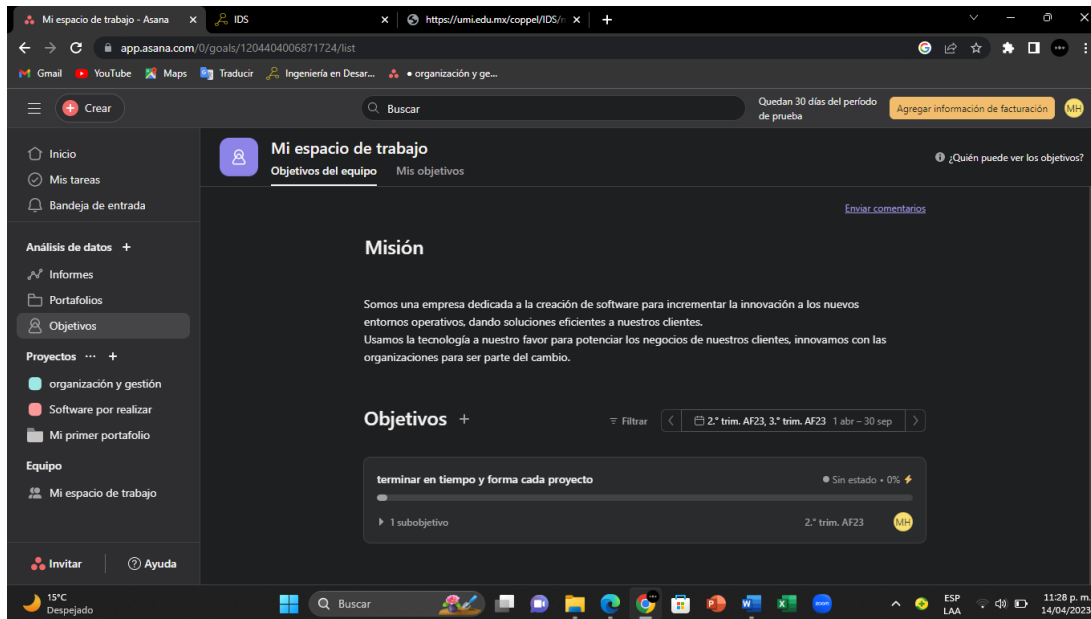 Mi espacio de trabajo - Asana
IDS
https://umi.edu.mx/coppel/IDS/
app.asana.com/0/goals/1204404006871724/list
Gmail
YouTube
Maps
Traducir
Ingeniería en Desar...
• organización y ge...
Crear
Buscar
Quedan 30 días del período
de prueba
Agregar información de facturación
MH
Inicio
Mis tareas
Bandeja de entrada
Análisis de datos +
Informes
Portafolios
Objetivos
Proyectos ... +
organización y gestión
Software por realizar
Mi primer portafolio
Equipo
Mi espacio de trabajo
Invitar
Ayuda
Mi espacio de trabajo
Objetivos del equipo
Mis objetivos
¿Quién puede ver los objetivos?
Enviar comentarios
Misión
Somos una empresa dedicada a la creación de software para incrementar la innovación a los nuevos
entornos operativos, dando soluciones eficientes a nuestros clientes.
Usamos la tecnología a nuestro favor para potenciar los negocios de nuestros clientes, innovamos con las
organizaciones para ser parte del cambio.
Objetivos +
Filtrar
2.° trim. AF23, 3.° trim. AF23 1 abr – 30 sep
terminar en tiempo y forma cada proyecto
Sin estado • 0%
1 subobjetivo
2.° trim. AF23
MH
15°C
Despejado
Buscar
zoom
ESP
LAA
11:28 p. m.
14/04/2023